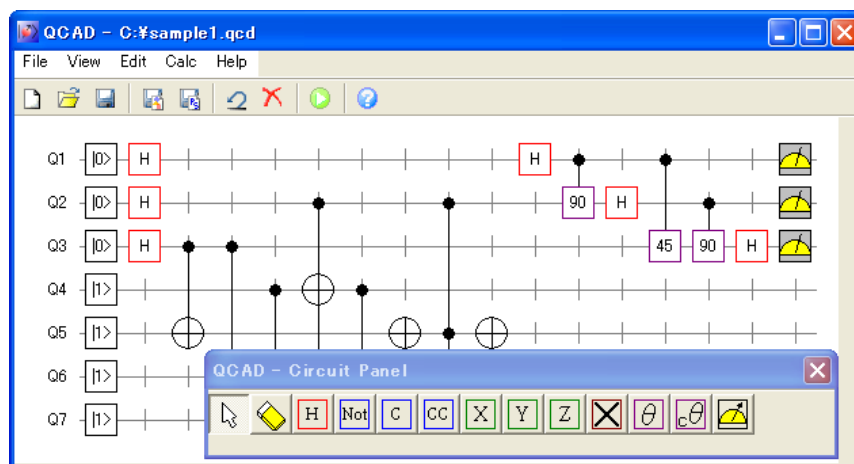 QCAD - C:¥sample1.qcd
File View Edit Calc Help
Q1 |0> H H
Q2 |0> H 90 H
Q3 |0> H 45 90 H
Q4 |1>
Q5 |1>
Q6 |1>
QCAD - Circuit Panel
Q7 |1> H Not C CC X Y Z θ cθ